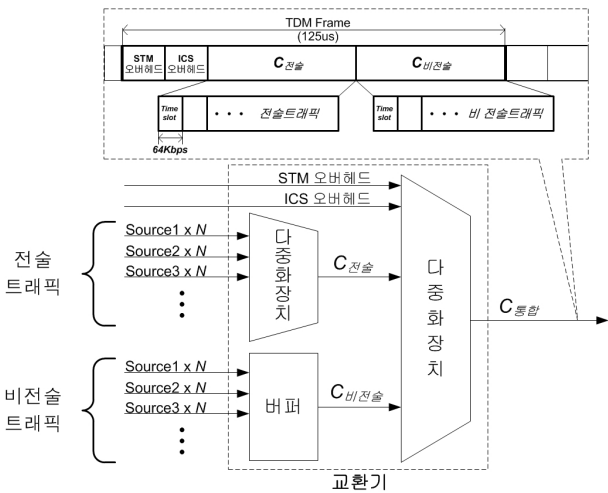 TDM Frame
(125us)
STM 오버헤드
ICS 오버헤드
C전술
C비전술
Time slot
• • • 전술트래픽
Time slot
• • • 비 전술트래픽
64Kbps
STM 오버헤드
ICS 오버헤드
전술 트래픽
Source1 x N
Source2 x N
Source3 x N
다중화장치
C전술
다중화장치
C통합
비전술 트래픽
Source1 x N
Source2 x N
Source3 x N
버퍼
C비전술
교환기